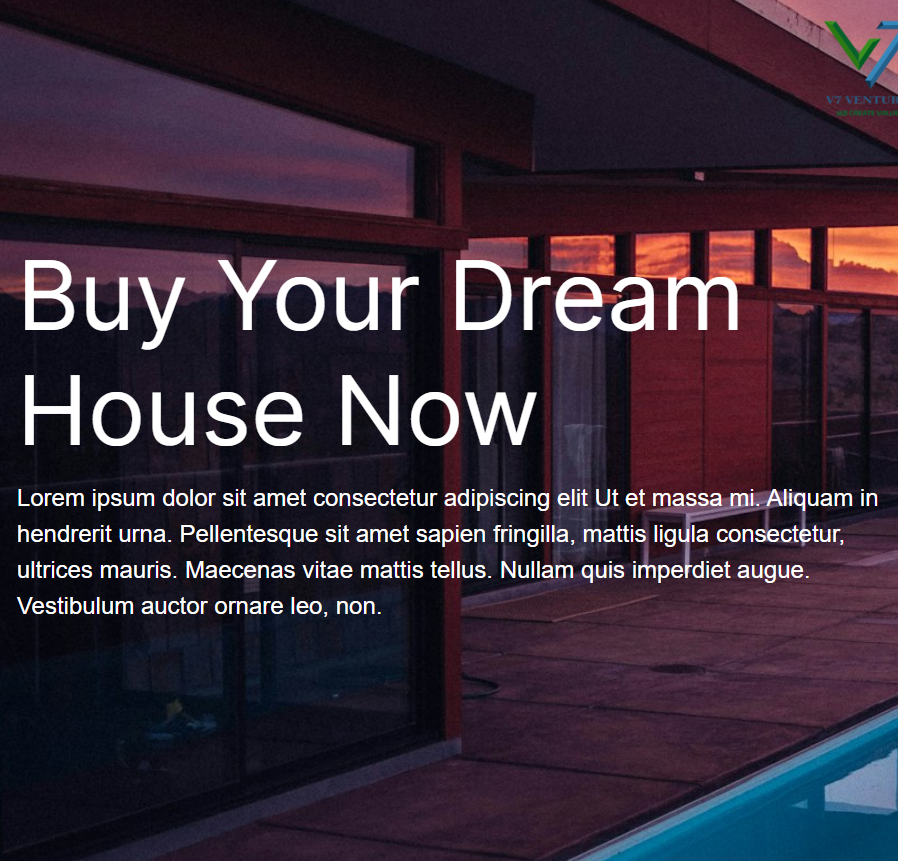 V7 VENTUR
Buy Your Dream
House Now
Lorem ipsum dolor sit amet consectetur adipiscing elit Ut et massa mi. Aliquam in
hendrerit urna. Pellentesque sit amet sapien fringilla, mattis ligula consectetur,
ultrices mauris. Maecenas vitae mattis tellus. Nullam quis imperdiet augue.
Vestibulum auctor ornare leo, non.